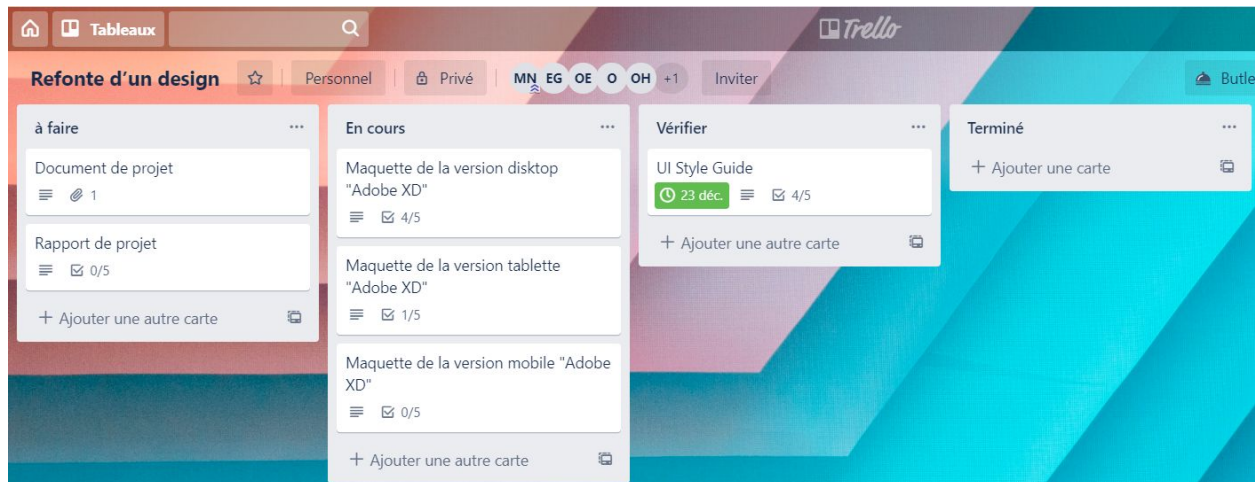 Tableaux
Trello
Refonte d'un design
Personnel
Privé
MN EG OE O OH +1
Inviter
Butle
à faire
Document de projet
1
Rapport de projet
0/5
+ Ajouter une autre carte
En cours
Maquette de la version disktop
"Adobe XD"
4/5
Maquette de la version tablette
"Adobe XD"
1/5
Maquette de la version mobile "Adobe
XD"
0/5
+ Ajouter une autre carte
Vérifier
UI Style Guide
23 déc. 4/5
+ Ajouter une autre carte
Terminé
+ Ajouter une carte